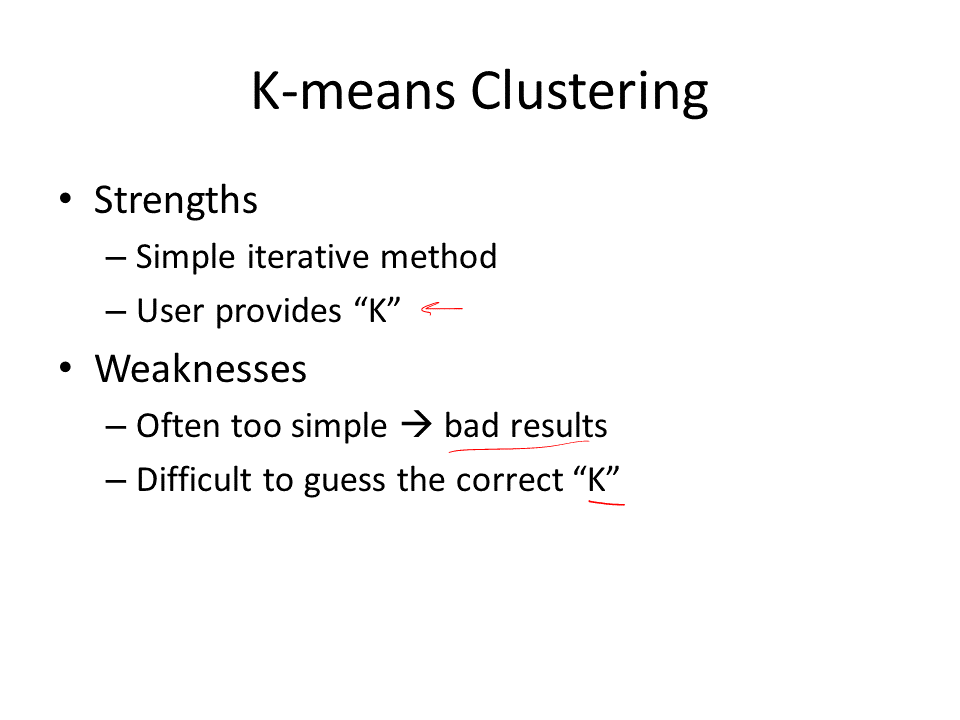 K-means Clustering
• Strengths
– Simple iterative method
– User provides “K”
• Weaknesses
– Often too simple → bad results
– Difficult to guess the correct “K”